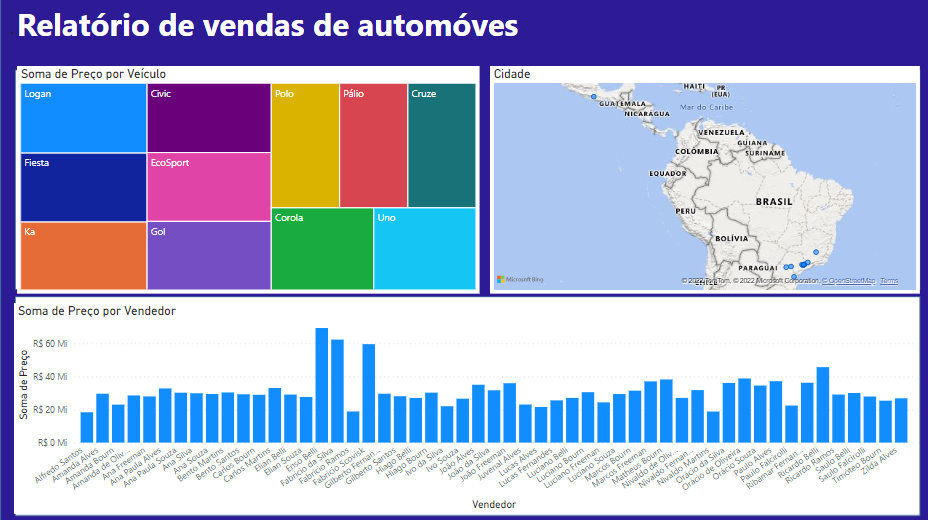 Relatório de vendas de automóves
Soma de Preço por Veículo
Logan
Civic
Polo
Pálio
Cruze
Fiesta
EcoSport
Ka
Gol
Corola
Uno
Cidade
HAITI
PR
(EUA)
GUATEMALA
Mar do Caribe
NICARÁGUA
VENEZUELA
GUIANA
COLÔMBIA
SURINAME
EQUADOR
BRASIL
PERU
BOLÍVIA
PARAGUAI
CHILE
Microsoft Bing
© 2022 TomTom, © 2022 Microsoft Corporation, © OpenStreetMap Terms
Soma de Preço por Vendedor
Soma de Preço
R$ 60 Mi
R$ 40 Mi
R$ 20 Mi
R$ 0 Mi
Alfredo Santos
Amanda Alves
Amanda Bourn
Amanda de Oliv...
Ana Freeman
Ana Paula Alves
Ana Paula Souza
Ana Silva
Ana Souza
Bento Martins
Bento Santos
Carlos Bourn
Carlos Martins
Elian Belli
Elian Souza
Enso Belli
Fabrício da Silva
Fabrício Ramos
Fabrício Scovisk
Gilberto Fernan...
Gilberto Santos
Hiago Belli
Hiago Bourn
Ivo da Silva
Ivo Souza
João Alves
João da Silva
João Freeman
Juvenal Alves
Lucas Alves
Lucas Fernandes
Luciano Belli
Luciano Bourn
Luciano Freeman
Luciano Souza
Marcos Bourn
Marcos Freeman
Matheus Bourn
Nivaldo de Oliv...
Nivaldo Fernan...
Nivaldo Martins
Orácio da Silva
Orácio de Oliveira
Orácio Souza
Paulo Alves
Paulo Falcirolli
Ribamar Fernan...
Ricardo Belli
Ricardo Ramos
Saulo Belli
Saulo Falcirolli
Timóteo Bourn
Zilda Alves
Vendedor